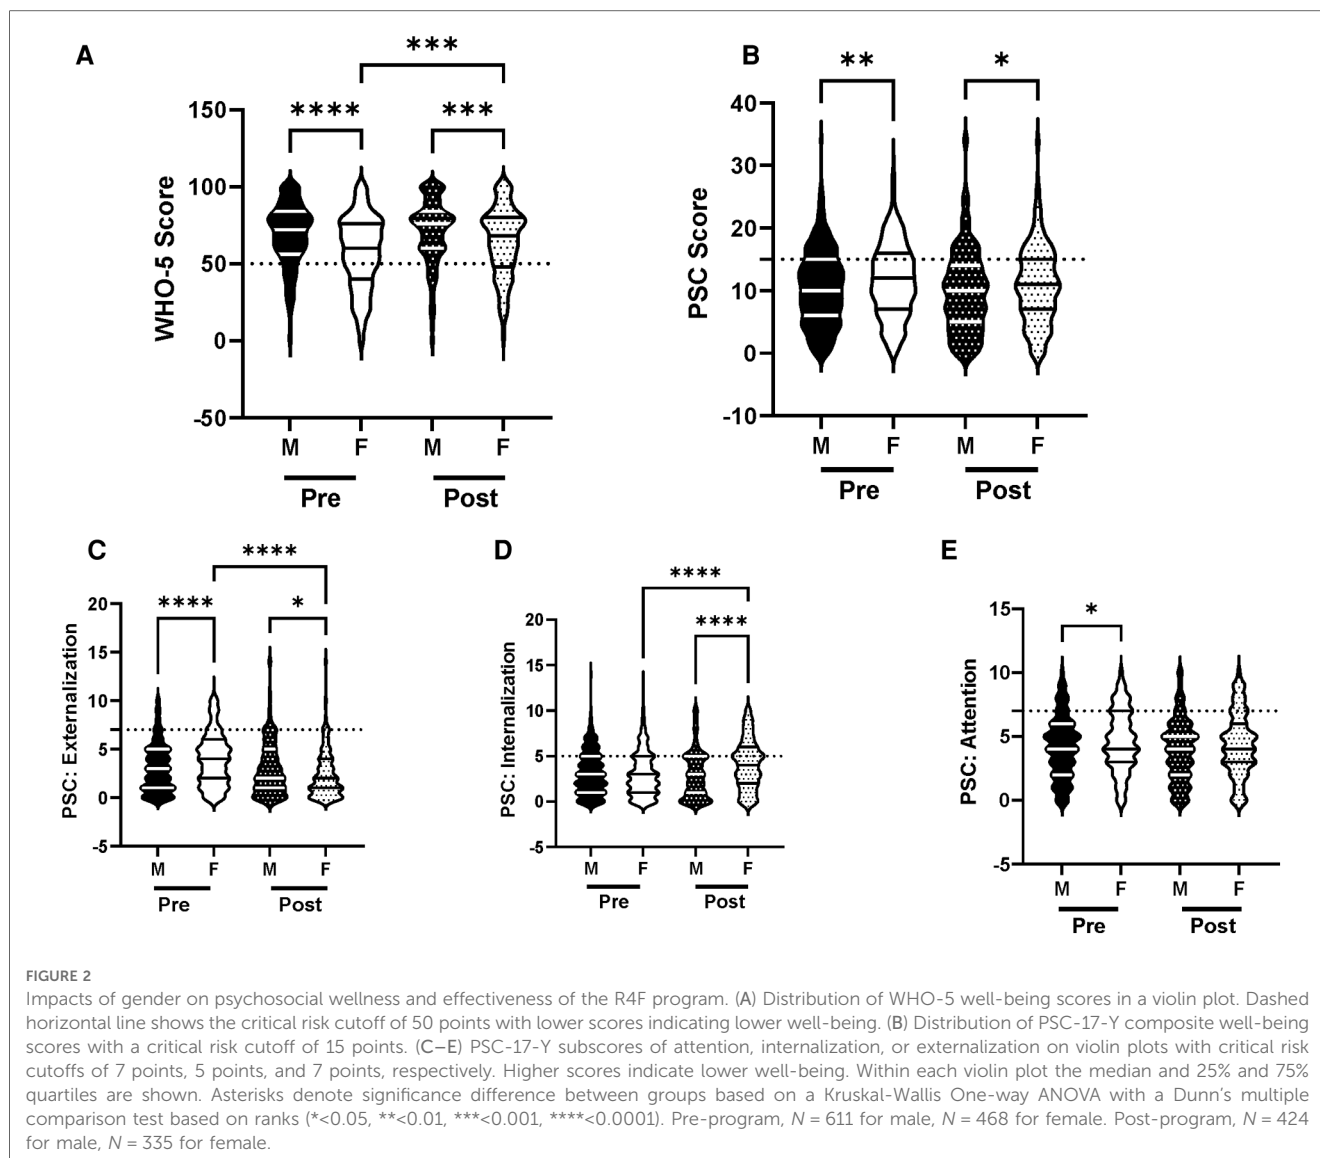 A
***
****
***
150
100
50
0
-50
WHO-5 Score
M F M F
Pre Post
B
**
*
40
30
20
10
0
-10
PSC Score
M F M F
Pre Post
C
****
****
*
20
15
10
5
0
-5
PSC: Externalization
M F M F
Pre Post
D
****
****
20
15
10
5
0
-5
PSC: Internalization
M F M F
Pre Post
E
*
15
10
5
0
-5
PSC: Attention
M F M F
Pre Post
FIGURE 2
Impacts of gender on psychosocial wellness and effectiveness of the R4F program. (A) Distribution of WHO-5 well-being scores in a violin plot. Dashed
horizontal line shows the critical risk cutoff of 50 points with lower scores indicating lower well-being. (B) Distribution of PSC-17-Y composite well-being
scores with a critical risk cutoff of 15 points. (C–E) PSC-17-Y subscores of attention, internalization, or externalization on violin plots with critical risk
cutoffs of 7 points, 5 points, and 7 points, respectively. Higher scores indicate lower well-being. Within each violin plot the median and 25% and 75%
quartiles are shown. Asterisks denote significance difference between groups based on a Kruskal-Wallis One-way ANOVA with a Dunn's multiple
comparison test based on ranks (*<0.05, **<0.01, ***<0.001, ****<0.0001). Pre-program, N = 611 for male, N = 468 for female. Post-program, N = 424
for male, N = 335 for female.